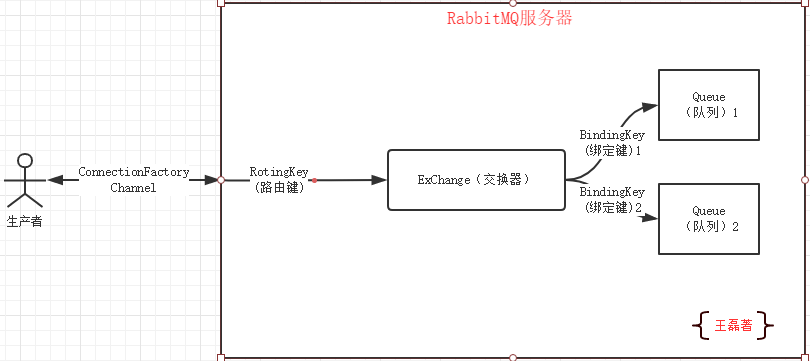 RabbitMQ服务器
Queue
（队列）1
BindingKey
(绑定键)1
ConnectionFactory
Channel
RotingKey
(路由键)
ExChange（交换器）
BindingKey
(绑定键)2
Queue
（队列）2
生产者
王磊著